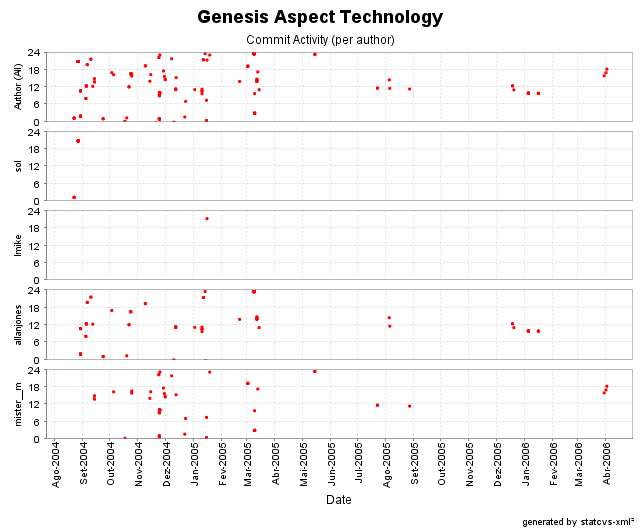 Genesis Aspect Technology
Commit Activity (per author)
Author (All)
24
18
12
6
0
sol
24
18
12
6
0
lmike
24
18
12
6
0
allanjones
24
18
12
6
0
mister__m
24
18
12
6
0
Ago-2004
Set-2004
Out-2004
Nov-2004
Dez-2004
Jan-2005
Fev-2005
Mar-2005
Abr-2005
Mai-2005
Jun-2005
Jul-2005
Ago-2005
Set-2005
Out-2005
Nov-2005
Dez-2005
Jan-2006
Fev-2006
Mar-2006
Abr-2006
Date
generated by statcvs-xml²